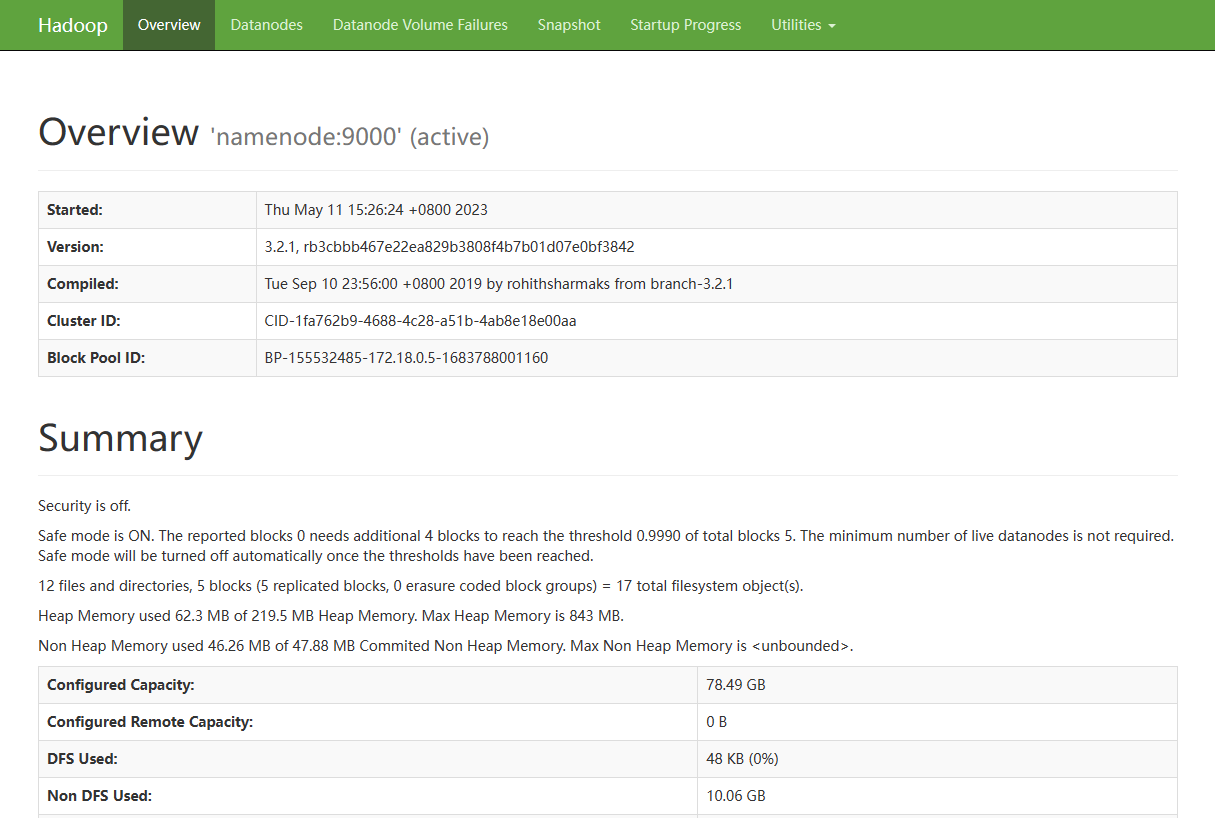 Hadoop Overview Datanodes Datanode Volume Failures Snapshot Startup Progress Utilities
Overview 'namenode:9000' (active)
Started: Thu May 11 15:26:24 +0800 2023
Version: 3.2.1, rb3cbbb467e22ea829b3808f4b7b01d07e0bf3842
Compiled: Tue Sep 10 23:56:00 +0800 2019 by rohithsharmaks from branch-3.2.1
Cluster ID: CID-1fa762b9-4688-4c28-a51b-4ab8e18e00aa
Block Pool ID: BP-155532485-172.18.0.5-1683788001160
Summary
Security is off.
Safe mode is ON. The reported blocks 0 needs additional 4 blocks to reach the threshold 0.9990 of total blocks 5. The minimum number of live datanodes is not required.
Safe mode will be turned off automatically once the thresholds have been reached.
12 files and directories, 5 blocks (5 replicated blocks, 0 erasure coded block groups) = 17 total filesystem object(s).
Heap Memory used 62.3 MB of 219.5 MB Heap Memory. Max Heap Memory is 843 MB.
Non Heap Memory used 46.26 MB of 47.88 MB Commited Non Heap Memory. Max Non Heap Memory is <unbounded>.
Configured Capacity: 78.49 GB
Configured Remote Capacity: 0 B
DFS Used: 48 KB (0%)
Non DFS Used: 10.06 GB